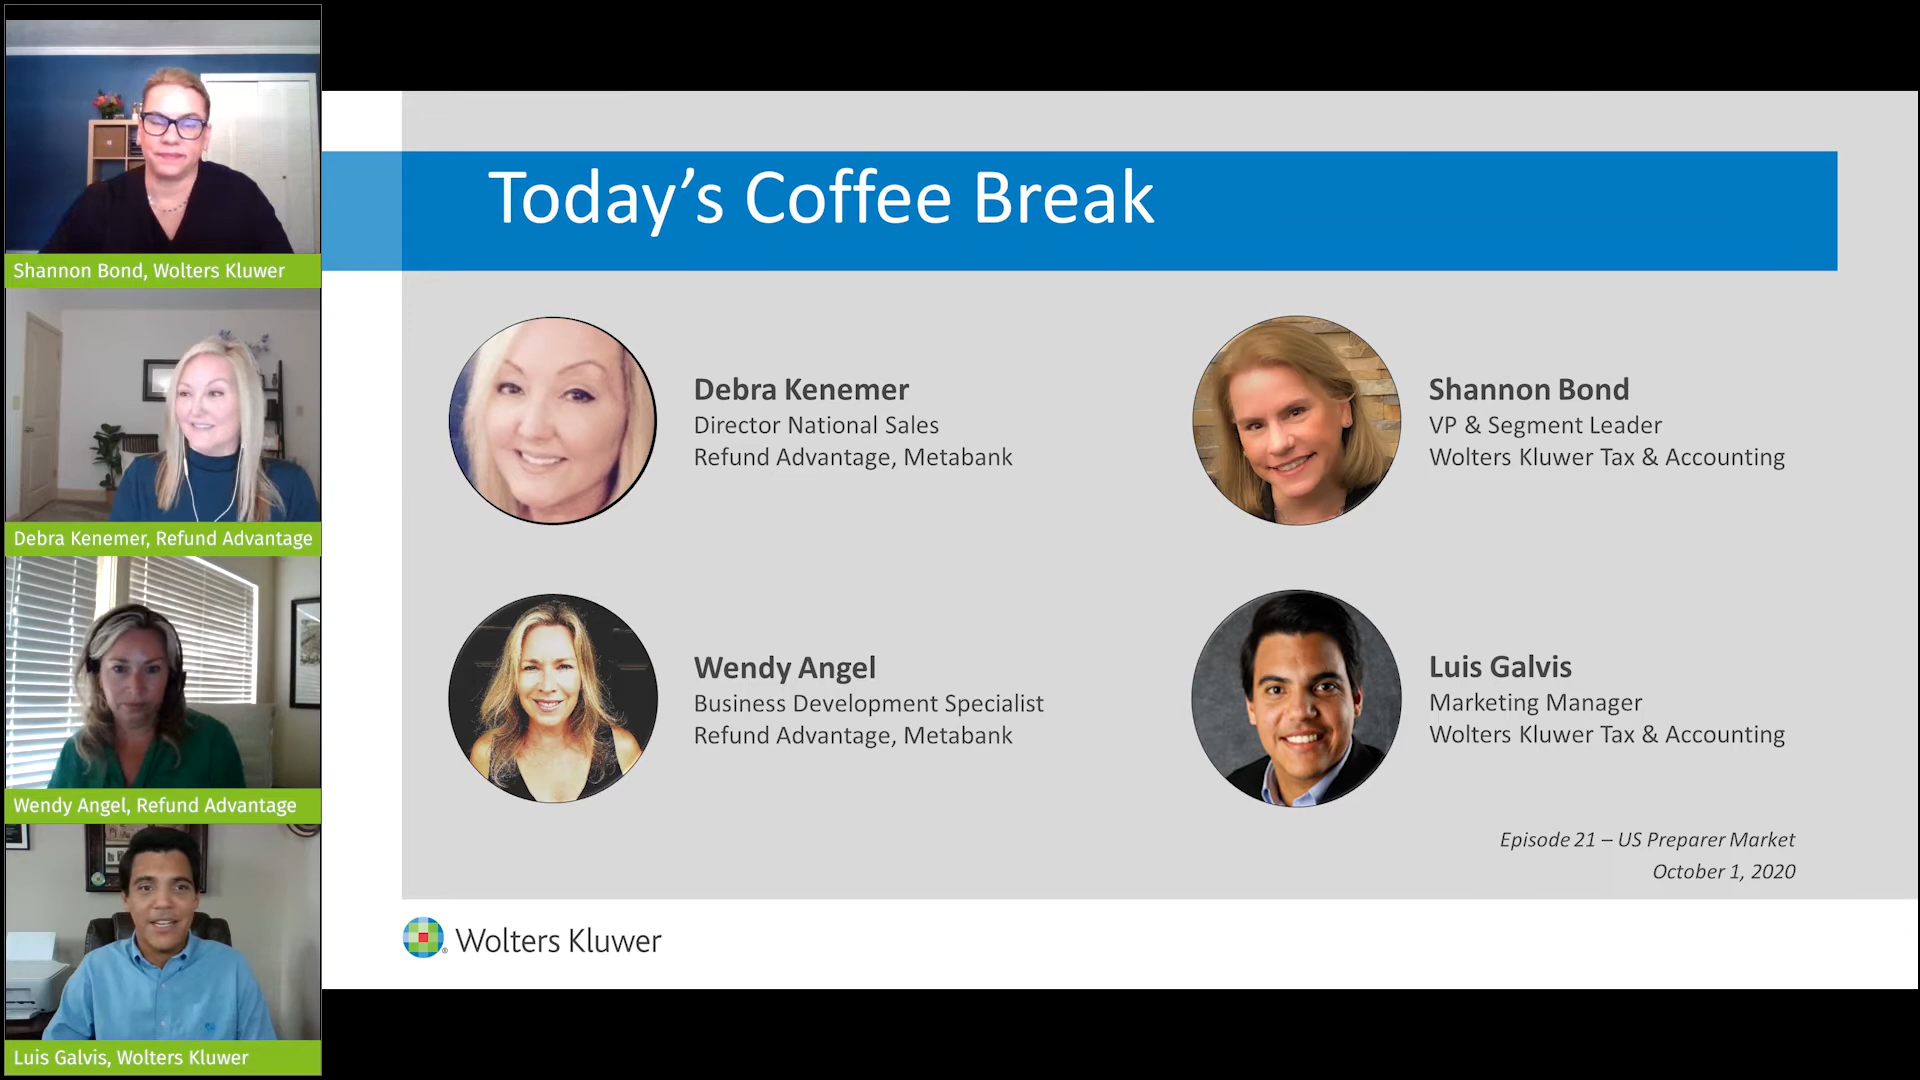 Shannon Bond, Wolters Kluwer
Debra Kenemer, Refund Advantage
Wendy Angel, Refund Advantage
Luis Galvis, Wolters Kluwer
Today’s Coffee Break
Debra Kenemer
Director National Sales
Refund Advantage, Metabank
Shannon Bond
VP & Segment Leader
Wolters Kluwer Tax & Accounting
Wendy Angel
Business Development Specialist
Refund Advantage, Metabank
Luis Galvis
Marketing Manager
Wolters Kluwer Tax & Accounting
Episode 21 – US Preparer Market
October 1, 2020
® Wolters Kluwer